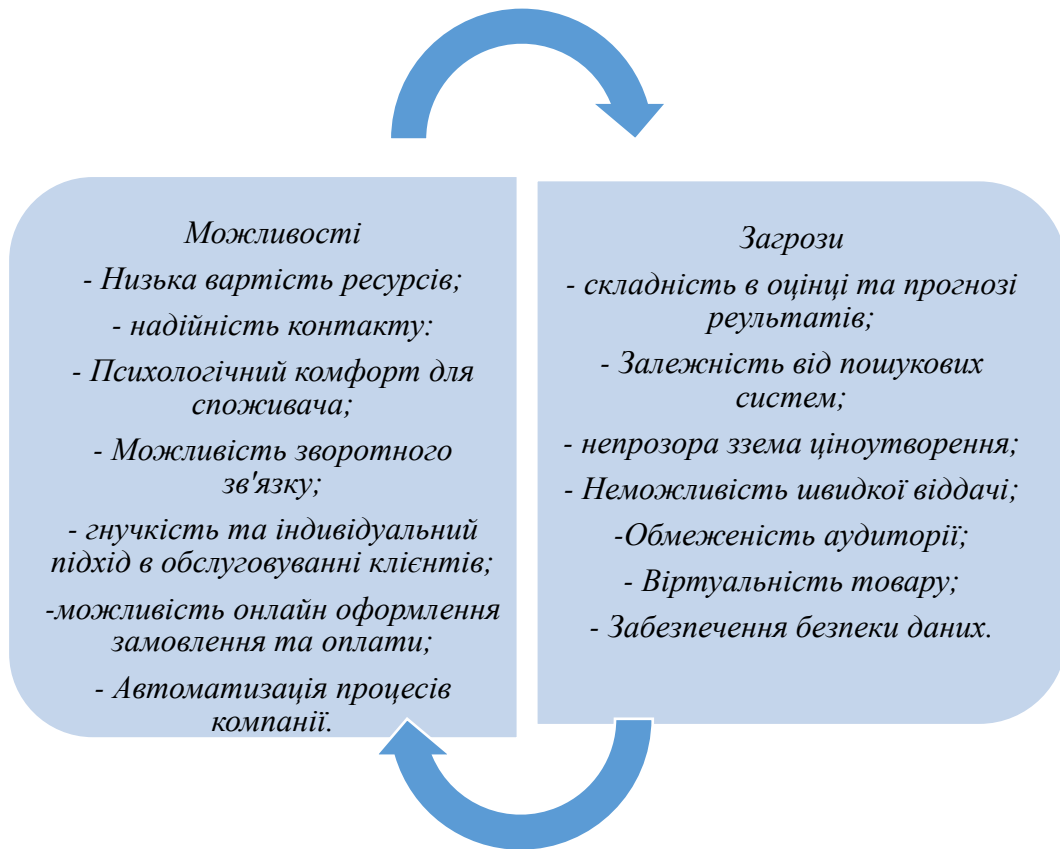 Можливості
- Низька вартість ресурсів;
- надійність контакту:
- Психологічний комфорт для
споживача;
- Можливість зворотного
зв'язку;
- гнучкість та індивідуальний
підхід в обслуговуванні клієнтів;
-можливість онлайн оформлення
замовлення та оплати;
- Автоматизація процесів
компанії.
Загрози
- складність в оцінці та прогнозі
реультатів;
- Залежність від пошукових
систем;
- непрозора ззема ціноутворення;
- Неможливість швидкої віддачі;
-Обмеженість аудиторії;
- Віртуальність товару;
- Забезпечення безпеки даних.